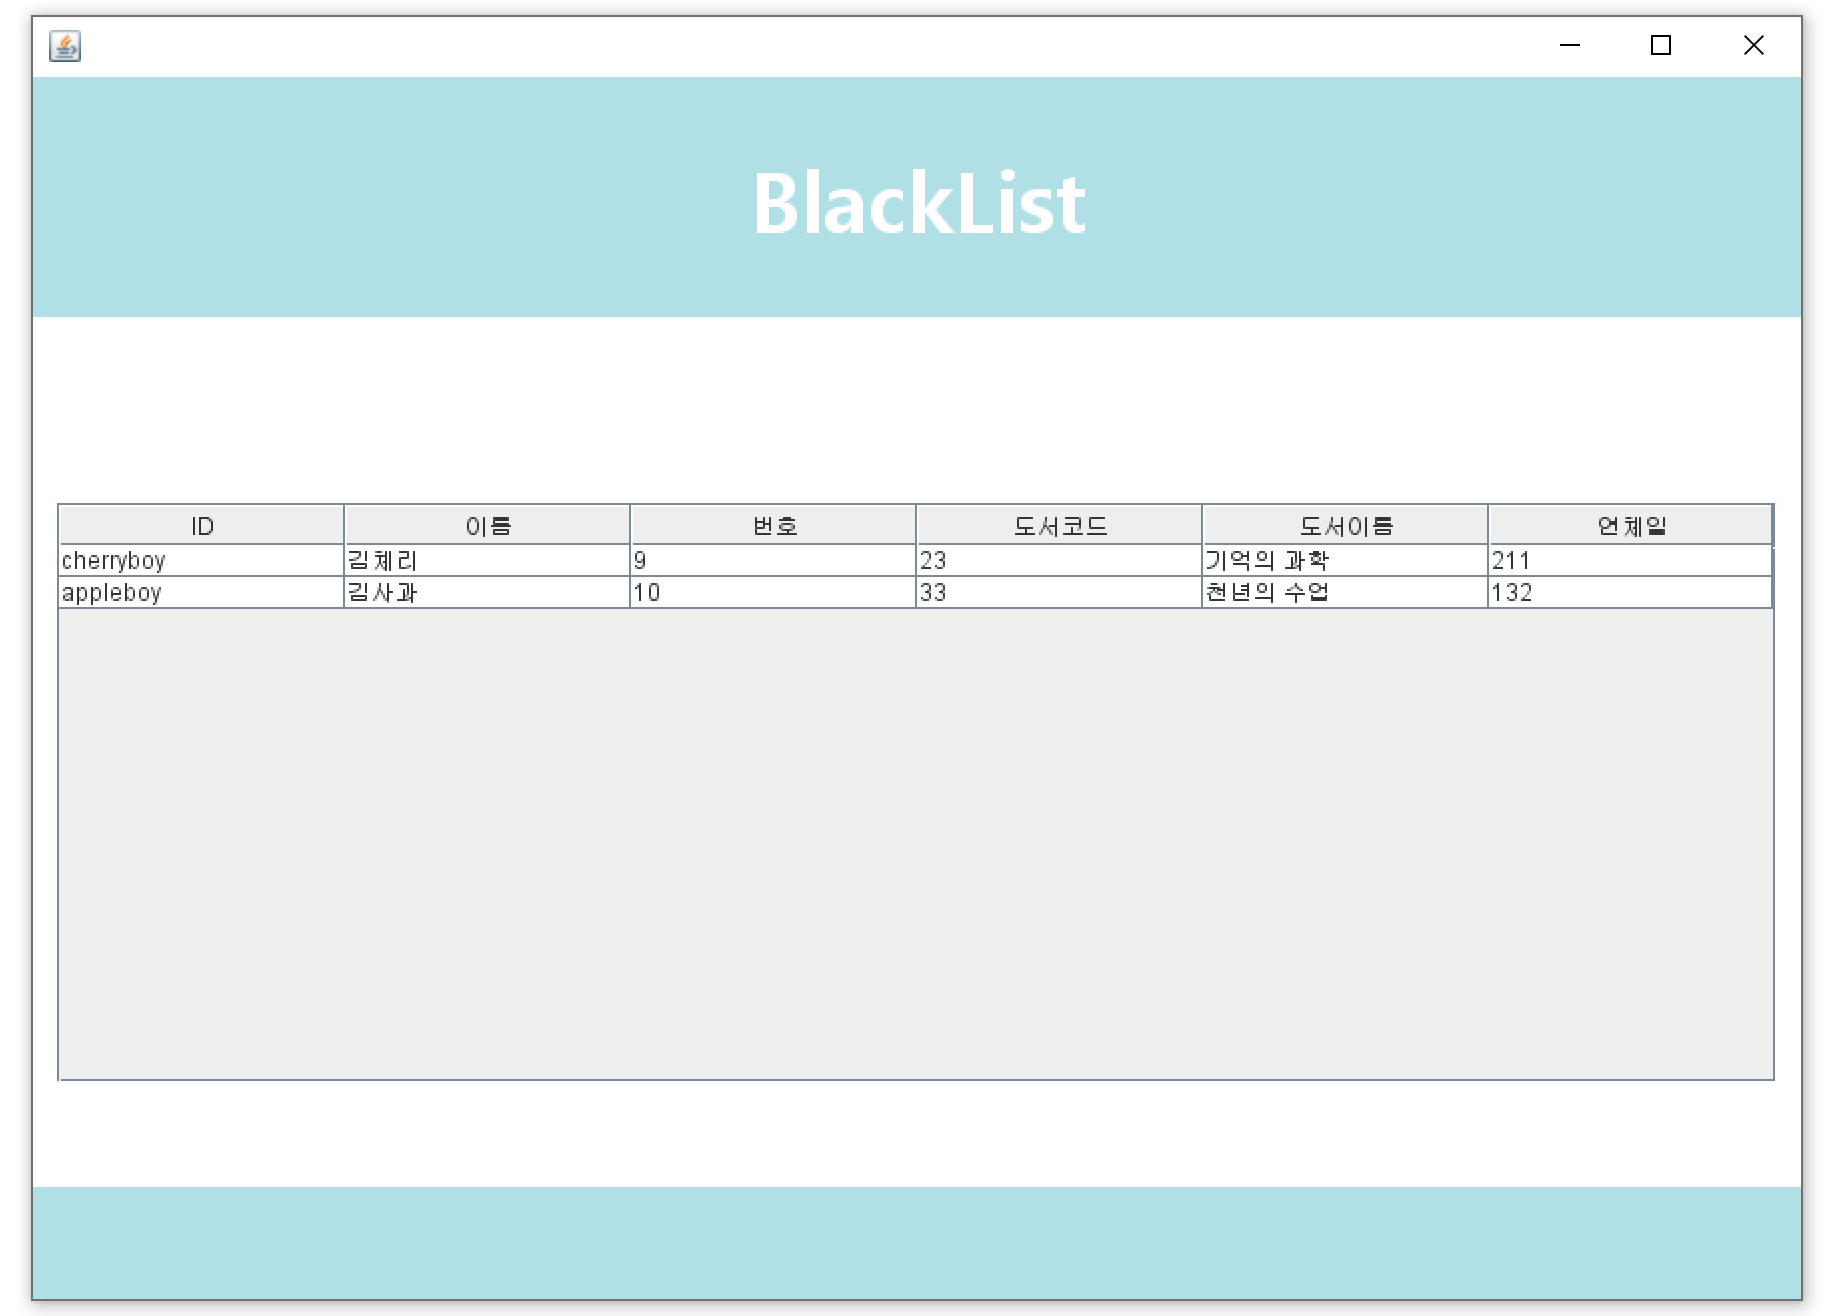 BlackList
ID 이름 번호 도서코드 도서이름 연체일
cherryboy 김체리 9 23 기억의 과학 211
appleboy 김사과 10 33 천년의 수업 132